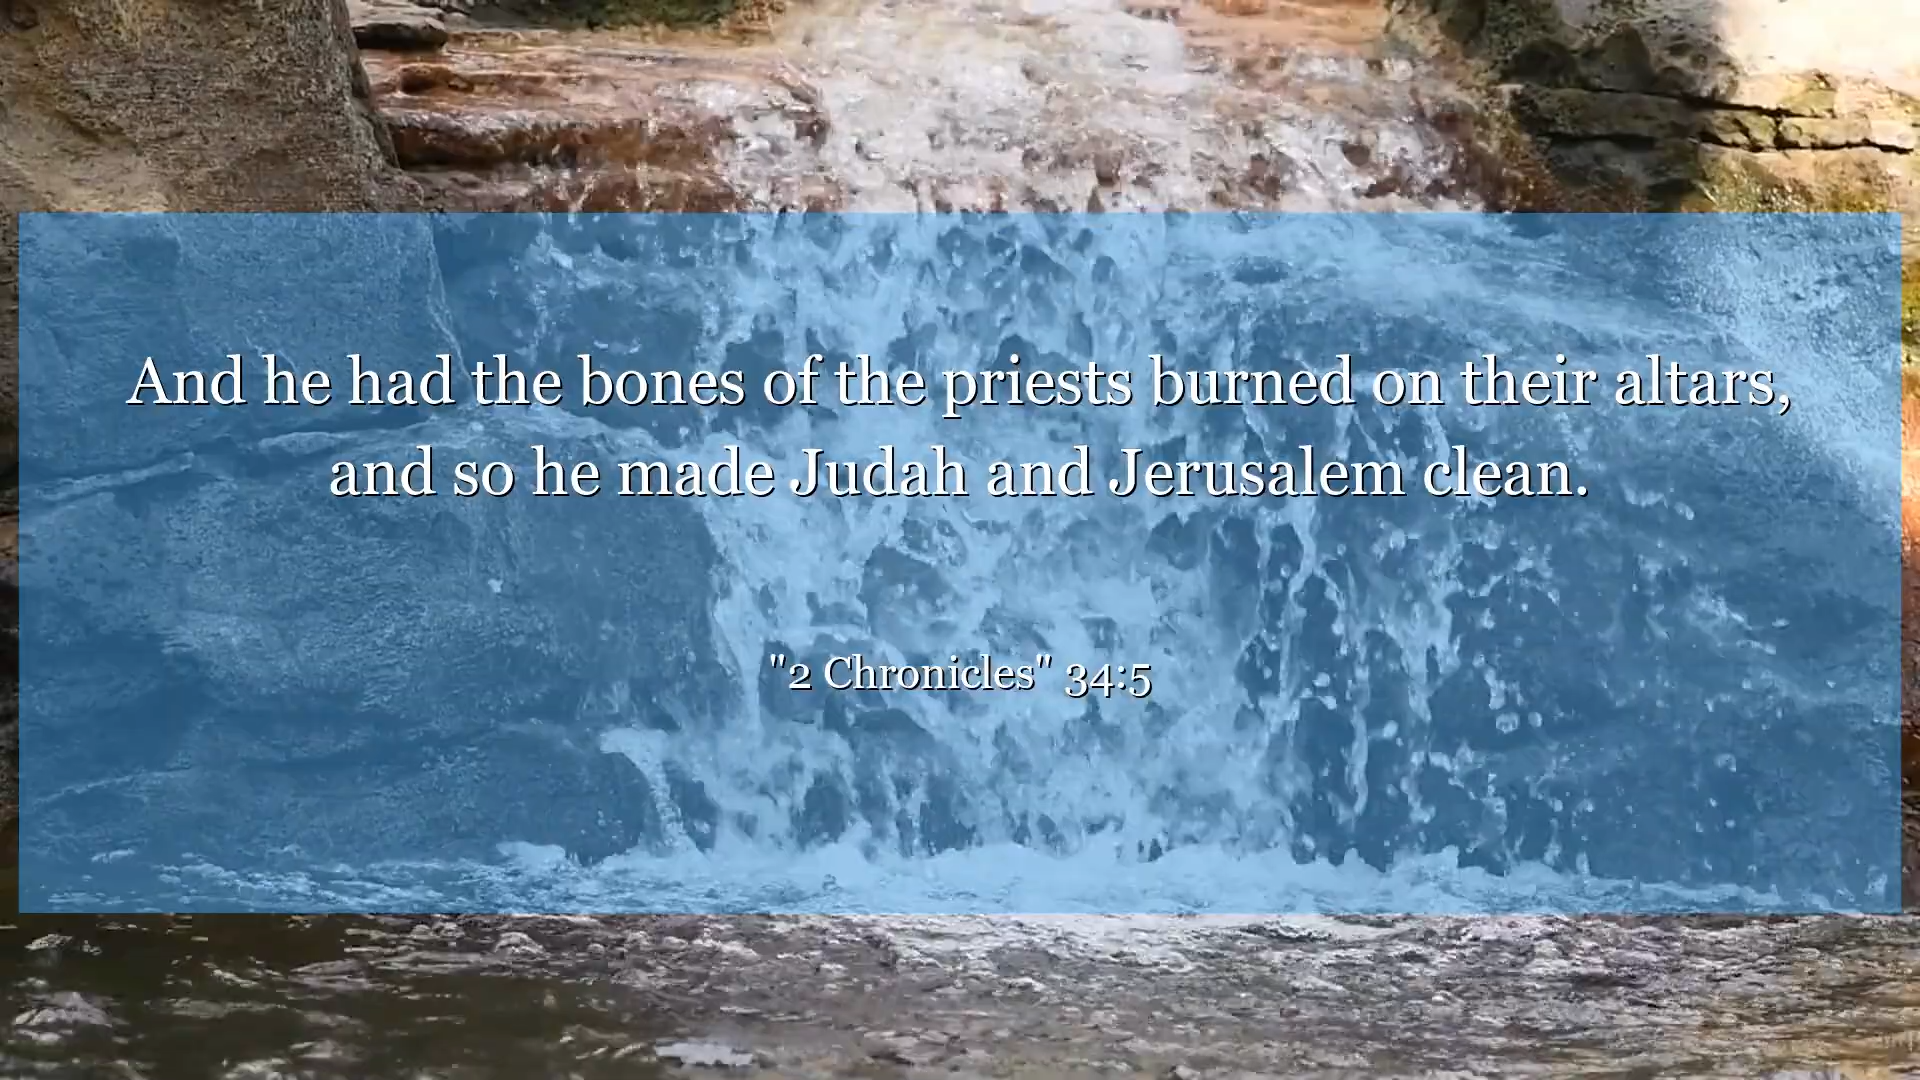 And he had the bones of the priests burned on their altars,
and so he made Judah and Jerusalem clean.
"2 Chronicles" 34:5